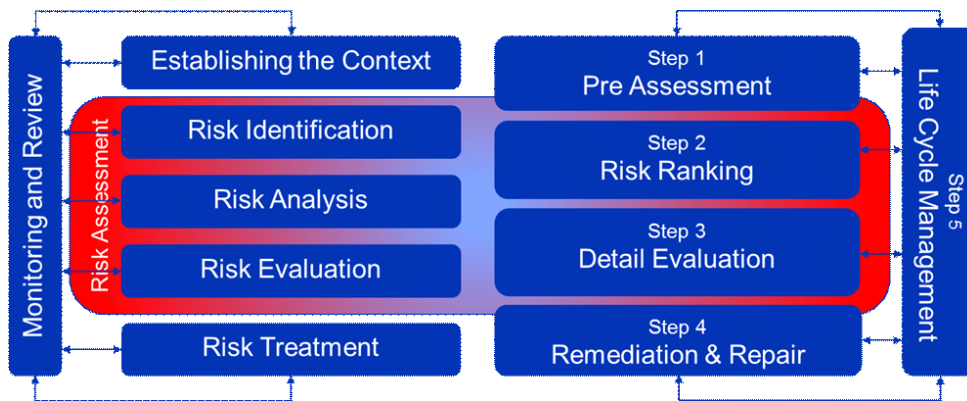 Monitoring and Review
Establishing the Context
Risk Assessment
Risk Identification
Risk Analysis
Risk Evaluation
Risk Treatment
Step 1
Pre Assessment
Step 2
Risk Ranking
Step 3
Detail Evaluation
Step 4
Remediation & Repair
Step 5
Life Cycle Management